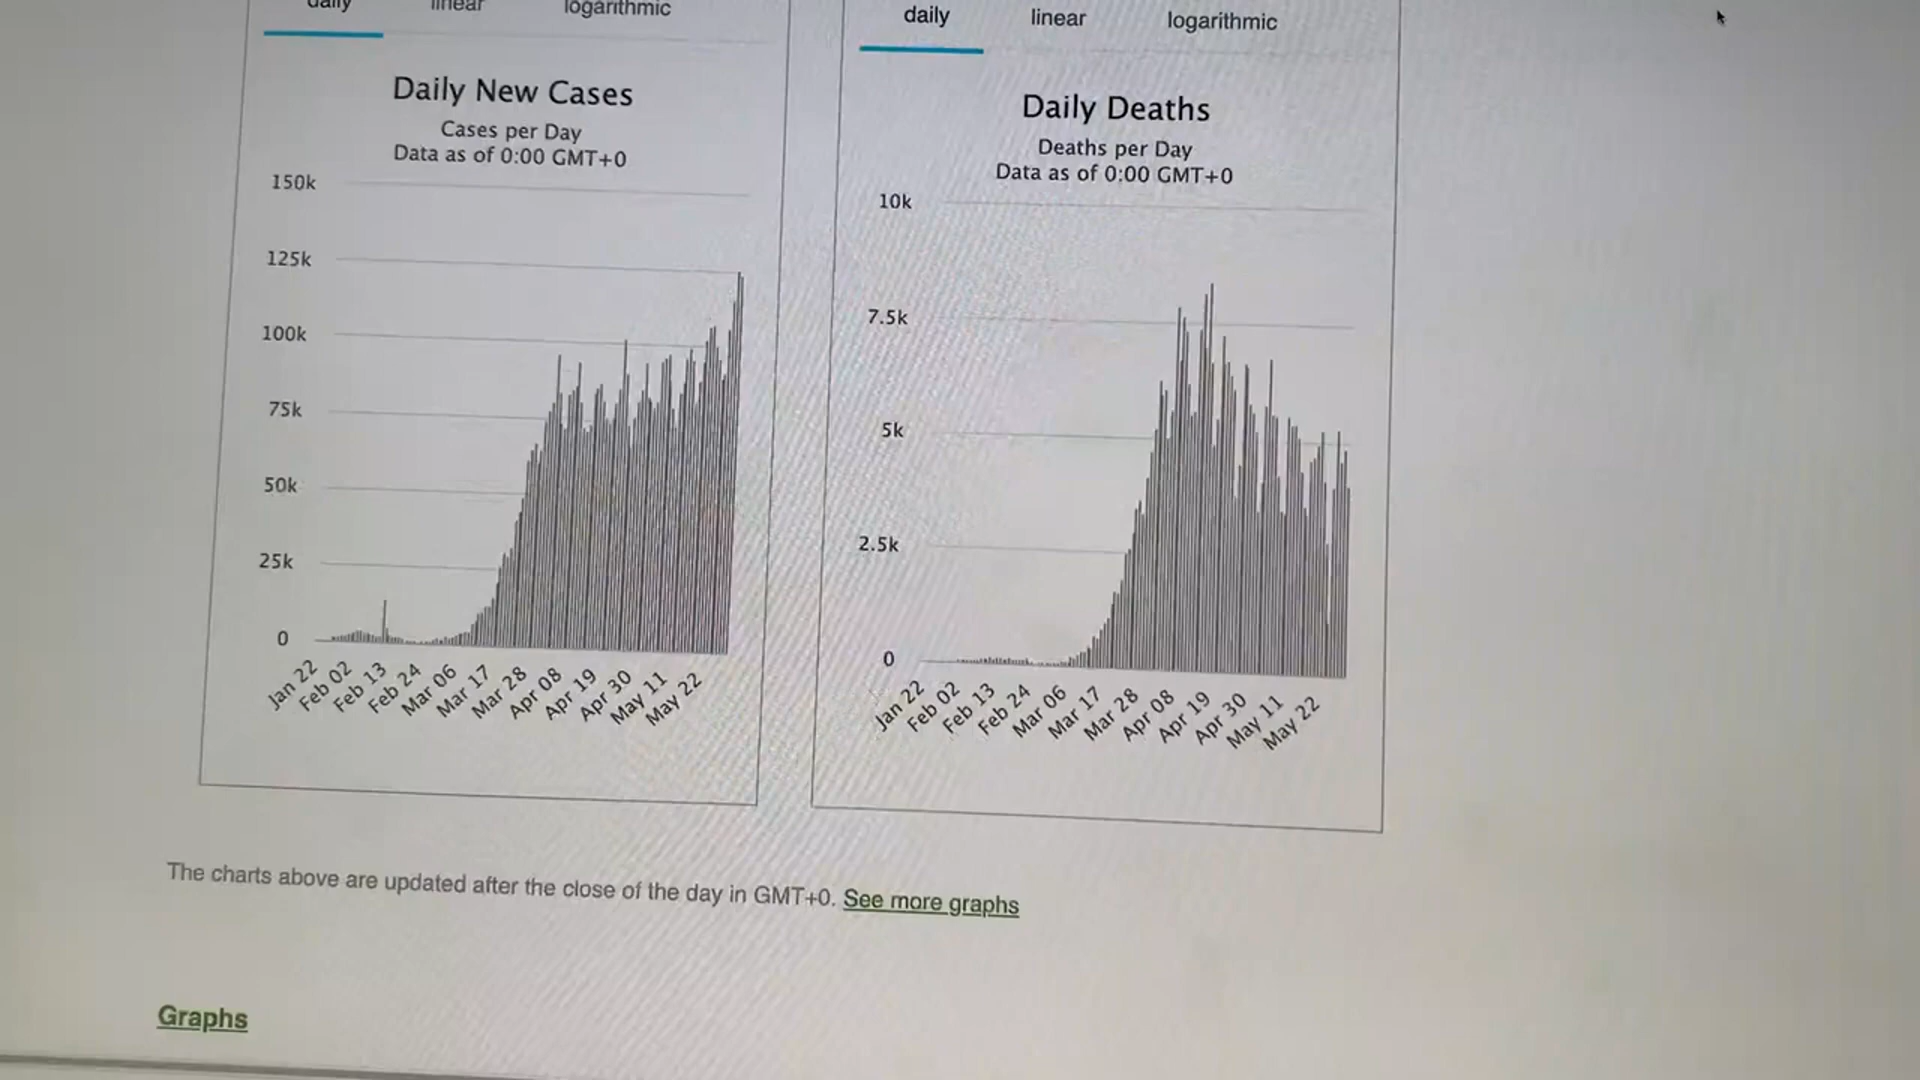 daily linear logarithmic
Daily New Cases
Cases per Day
Data as of 0:00 GMT+0
150k
125k
100k
75k
50k
25k
0
Jan 22
Feb 02
Feb 13
Feb 24
Mar 06
Mar 17
Mar 28
Apr 08
Apr 19
Apr 30
May 11
May 22
daily linear logarithmic
Daily Deaths
Deaths per Day
Data as of 0:00 GMT+0
10k
7.5k
5k
2.5k
0
Jan 22
Feb 02
Feb 13
Feb 24
Mar 06
Mar 17
Mar 28
Apr 08
Apr 19
Apr 30
May 11
May 22
The charts above are updated after the close of the day in GMT+0. See more graphs
Graphs